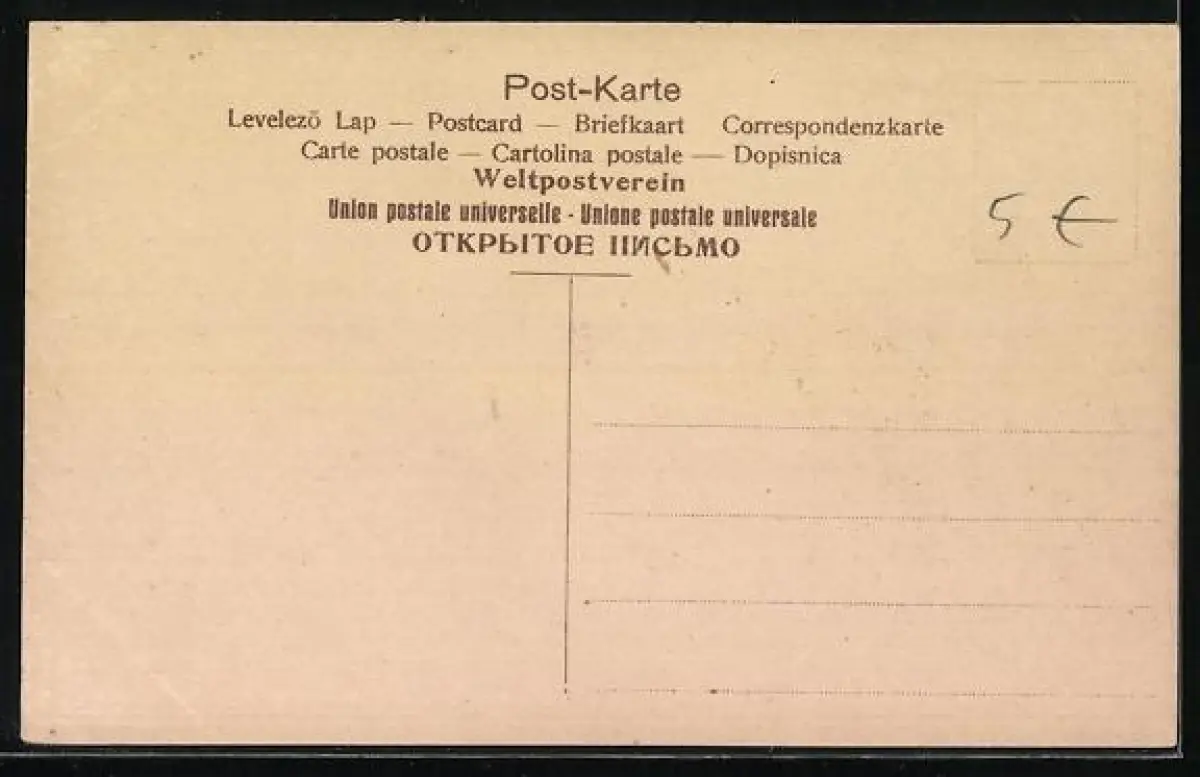 Post-Karte
Levelező Lap — Postcard — Briefkaart Correspondenzkarte
Carte postale — Cartolina postale — Dopisnica
Weltpostverein
Union postale universelle - Unione postale universale
ОТКРЫТОЕ ПИСЬМО
5 €